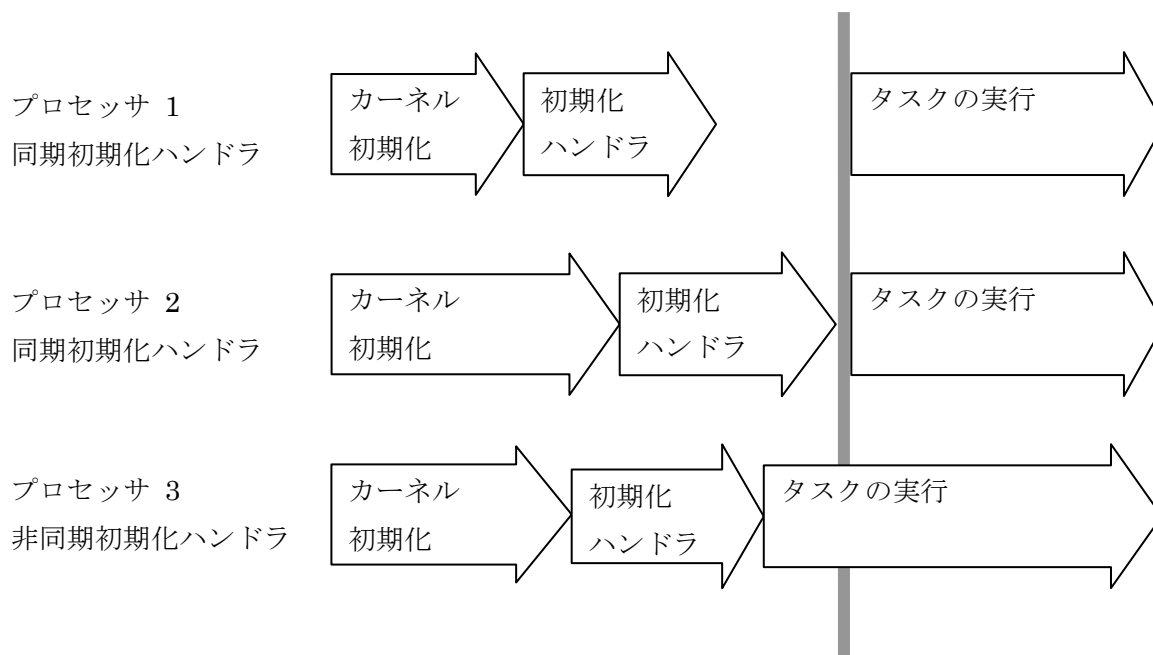 プロセッサ 1
同期初期化ハンドラ
カーネル
初期化
初期化
ハンドラ
タスクの実行
プロセッサ 2
同期初期化ハンドラ
カーネル
初期化
初期化
ハンドラ
タスクの実行
プロセッサ 3
非同期初期化ハンドラ
カーネル
初期化
初期化
ハンドラ
タスクの実行